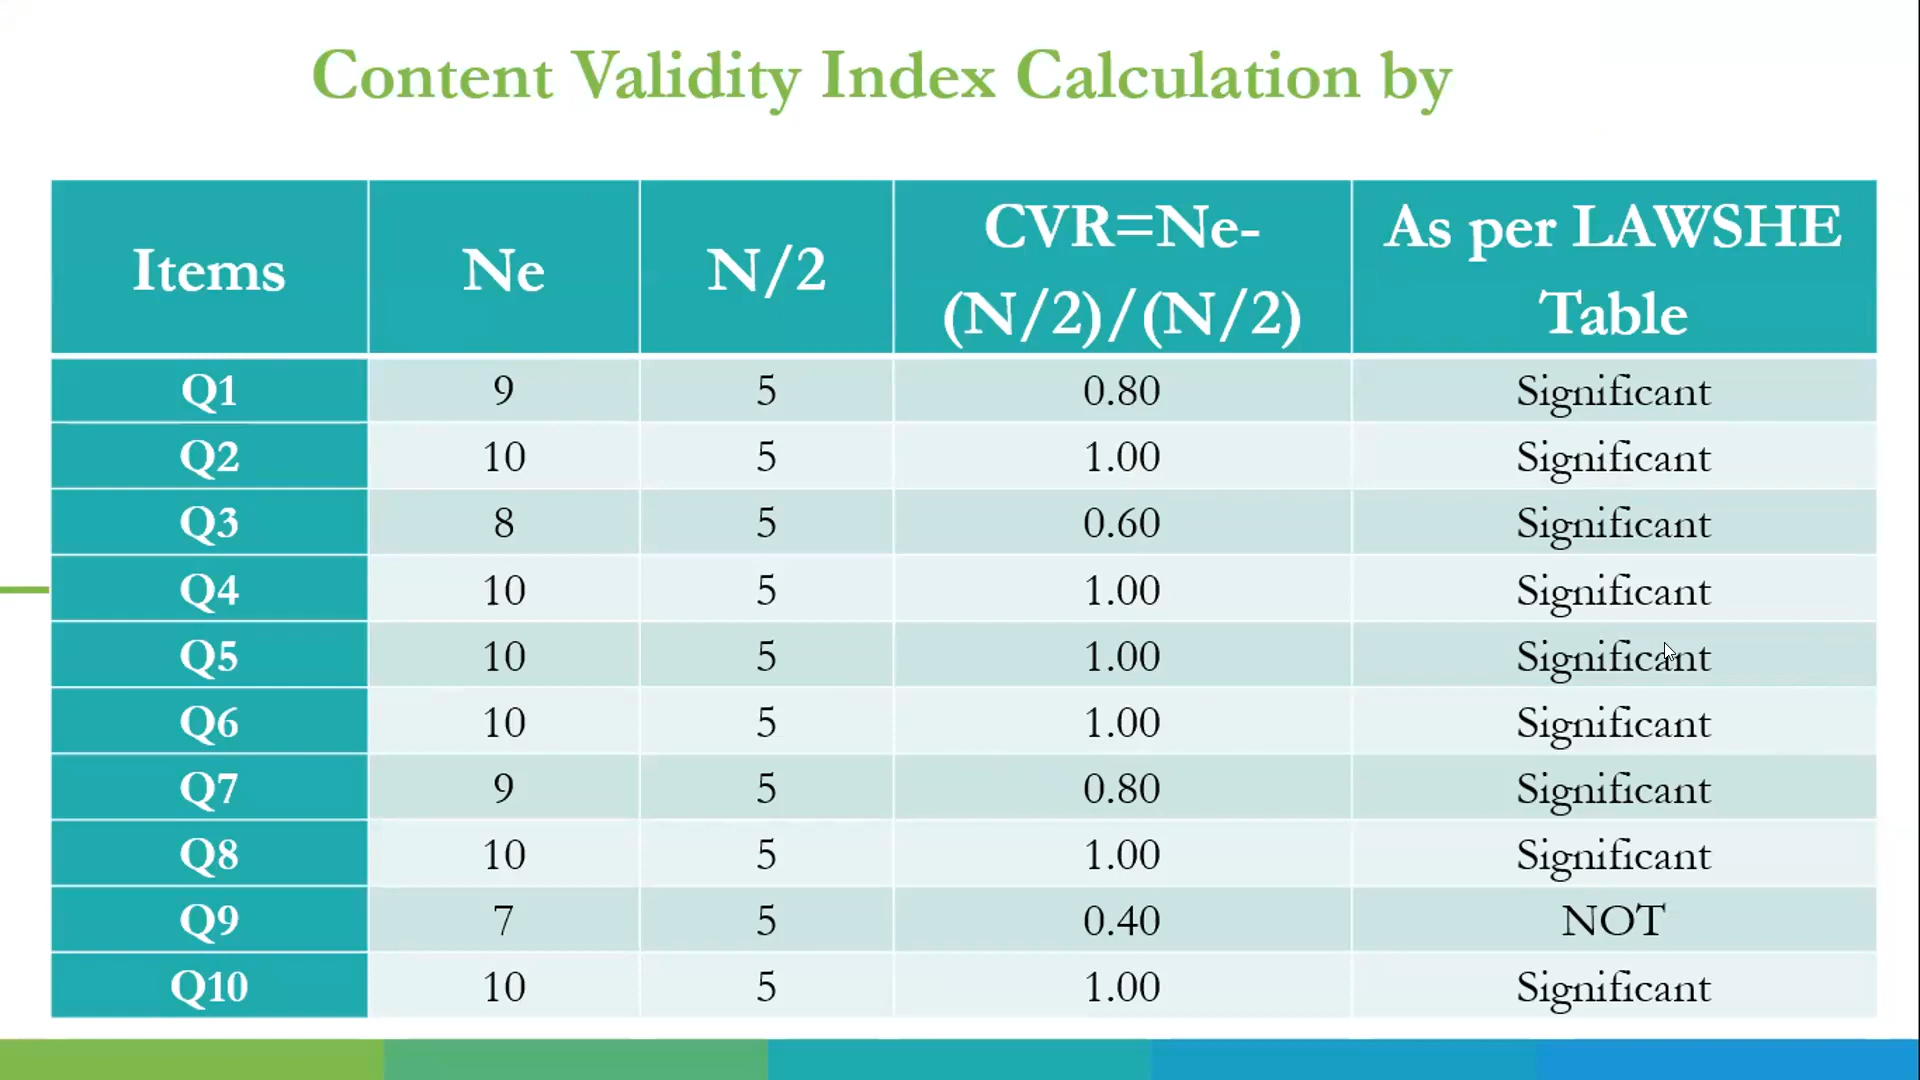 Content Validity Index Calculation by
Items Ne N/2 CVR=Ne- As per LAWSHE
(N/2)/(N/2) Table
Q1 9 5 0.80 Significant
Q2 10 5 1.00 Significant
Q3 8 5 0.60 Significant
Q4 10 5 1.00 Significant
Q5 10 5 1.00 Significant
Q6 10 5 1.00 Significant
Q7 9 5 0.80 Significant
Q8 10 5 1.00 Significant
Q9 7 5 0.40 NOT
Q10 10 5 1.00 Significant